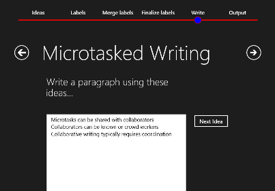 Ideas Labels Merge labels Finalize labels Write Output
Microtasked Writing
Write a paragraph using these
ideas...
Microtasks can be shared with collaborators
Collaborators can be known or crowd workers
Collaborative writing typically requires coordination
Next Idea